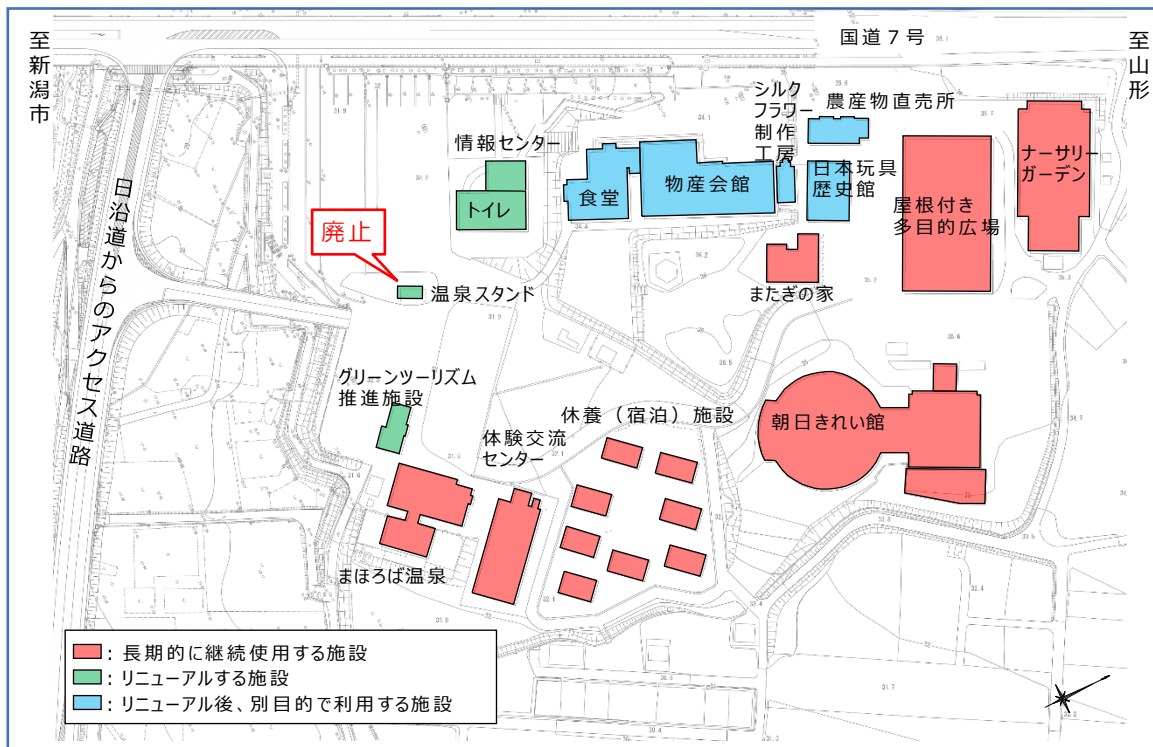 国道７号
至新潟市
至山形
シルク
フラワー
制作
工房
農産物直売所
情報センター
トイレ
食堂
物産会館
日本玩具
歴史館
屋根付き
多目的広場
ナーサリー
ガーデン
廃止
温泉スタンド
またぎの家
日沿道からのアクセス道路
グリーンツーリズム
推進施設
体験交流
センター
休養（宿泊）施設
朝日きれい館
まほろば温泉
：長期的に継続使用する施設
：リニューアルする施設
：リニューアル後、別目的で利用する施設